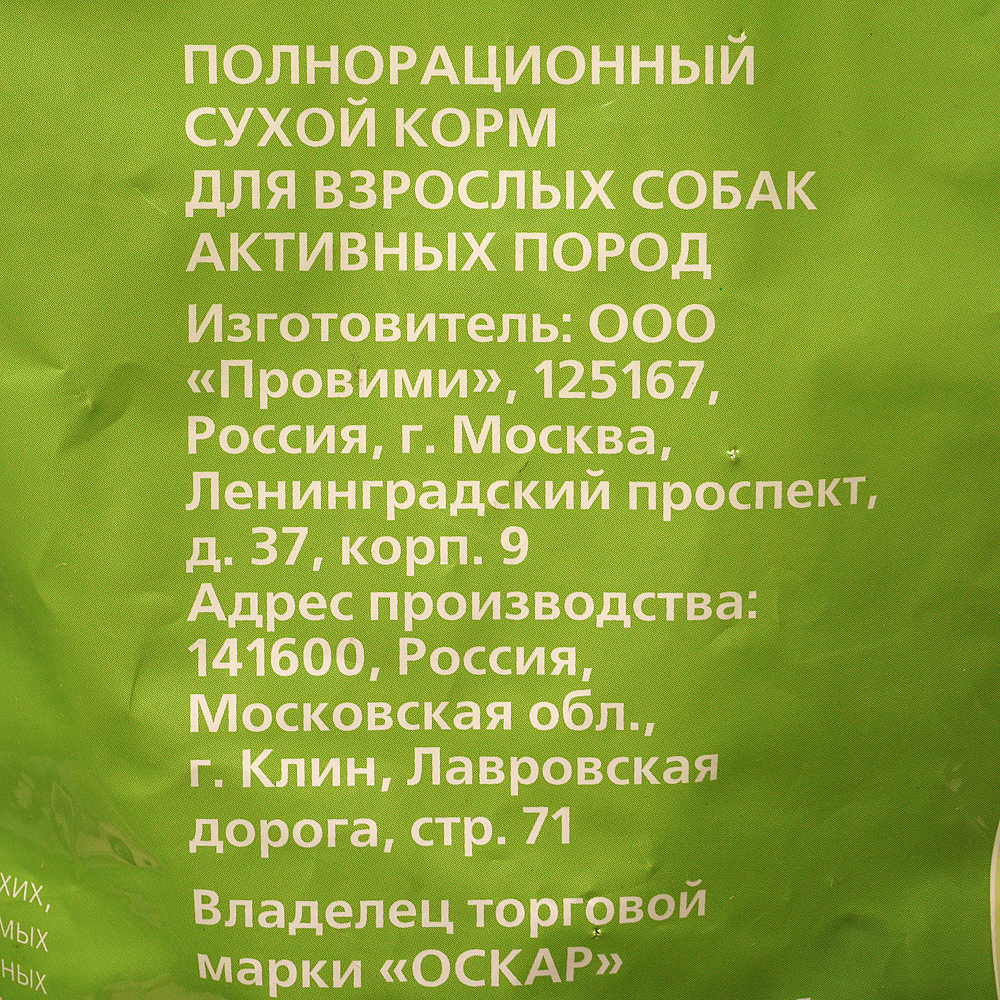 ПОЛНОРАЦИОННЫЙ
СУХОЙ КОРМ
ДЛЯ ВЗРОСЛЫХ СОБАК
АКТИВНЫХ ПОРОД
Изготовитель: ООО
«Провими», 125167,
Россия, г. Москва,
Ленинградский проспект,
д. 37, корп. 9
Адрес производства:
141600, Россия,
Московская обл.,
г. Клин, Лавровская
дорога, стр. 71
Владелец торговой
марки «ОСКАР»